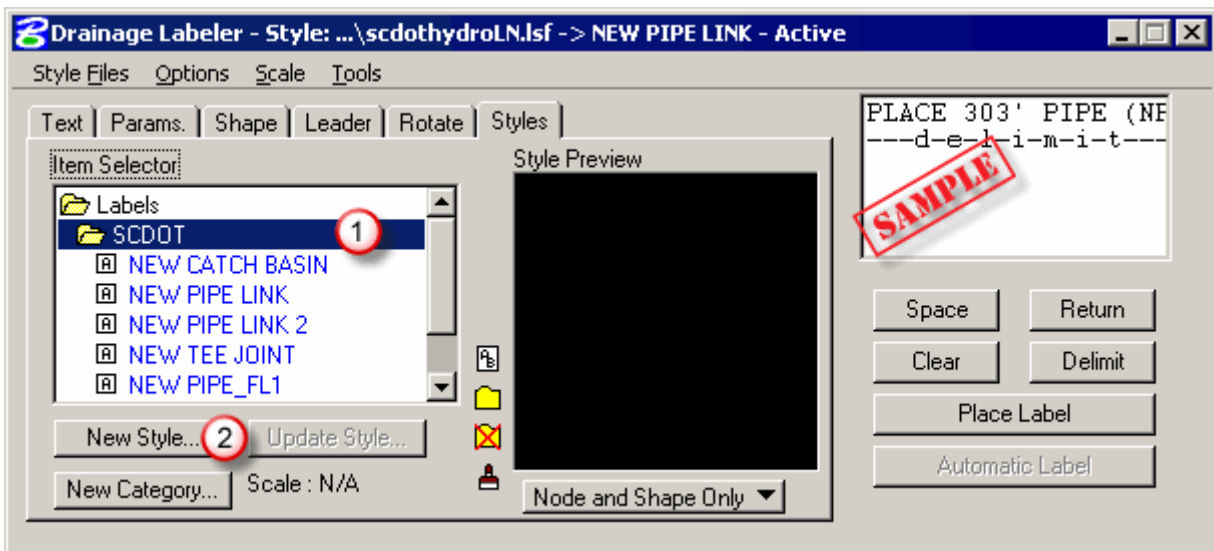 Drainage Labeler - Style: ...\scdothydroLN.lsf -> NEW PIPE LINK - Active
Style Files Options Scale Tools
Text Params. Shape Leader Rotate Styles
Item Selector
Labels
SCDOT
1
NEW CATCH BASIN
NEW PIPE LINK
NEW PIPE LINK 2
NEW TEE JOINT
NEW PIPE_FL1
New Style...
2
Update Style...
New Category...
Scale : N/A
Style Preview
Node and Shape Only
PLACE 303' PIPE (NF
---d-e-l-i-m-i-t---
SAMPLE
Space Return
Clear Delimit
Place Label
Automatic Label